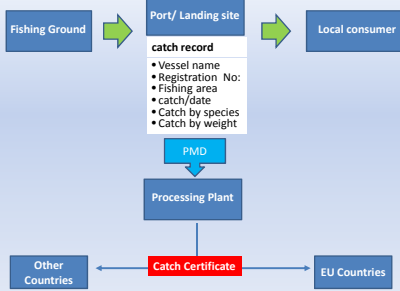 Fishing Ground
Port/ Landing site
Local consumer
catch record
• Vessel name
• Registration No:
• Fishing area
• catch/date
• Catch by species
• Catch by weight
PMD
Processing Plant
Other
Countries
Catch Certificate
EU Countries